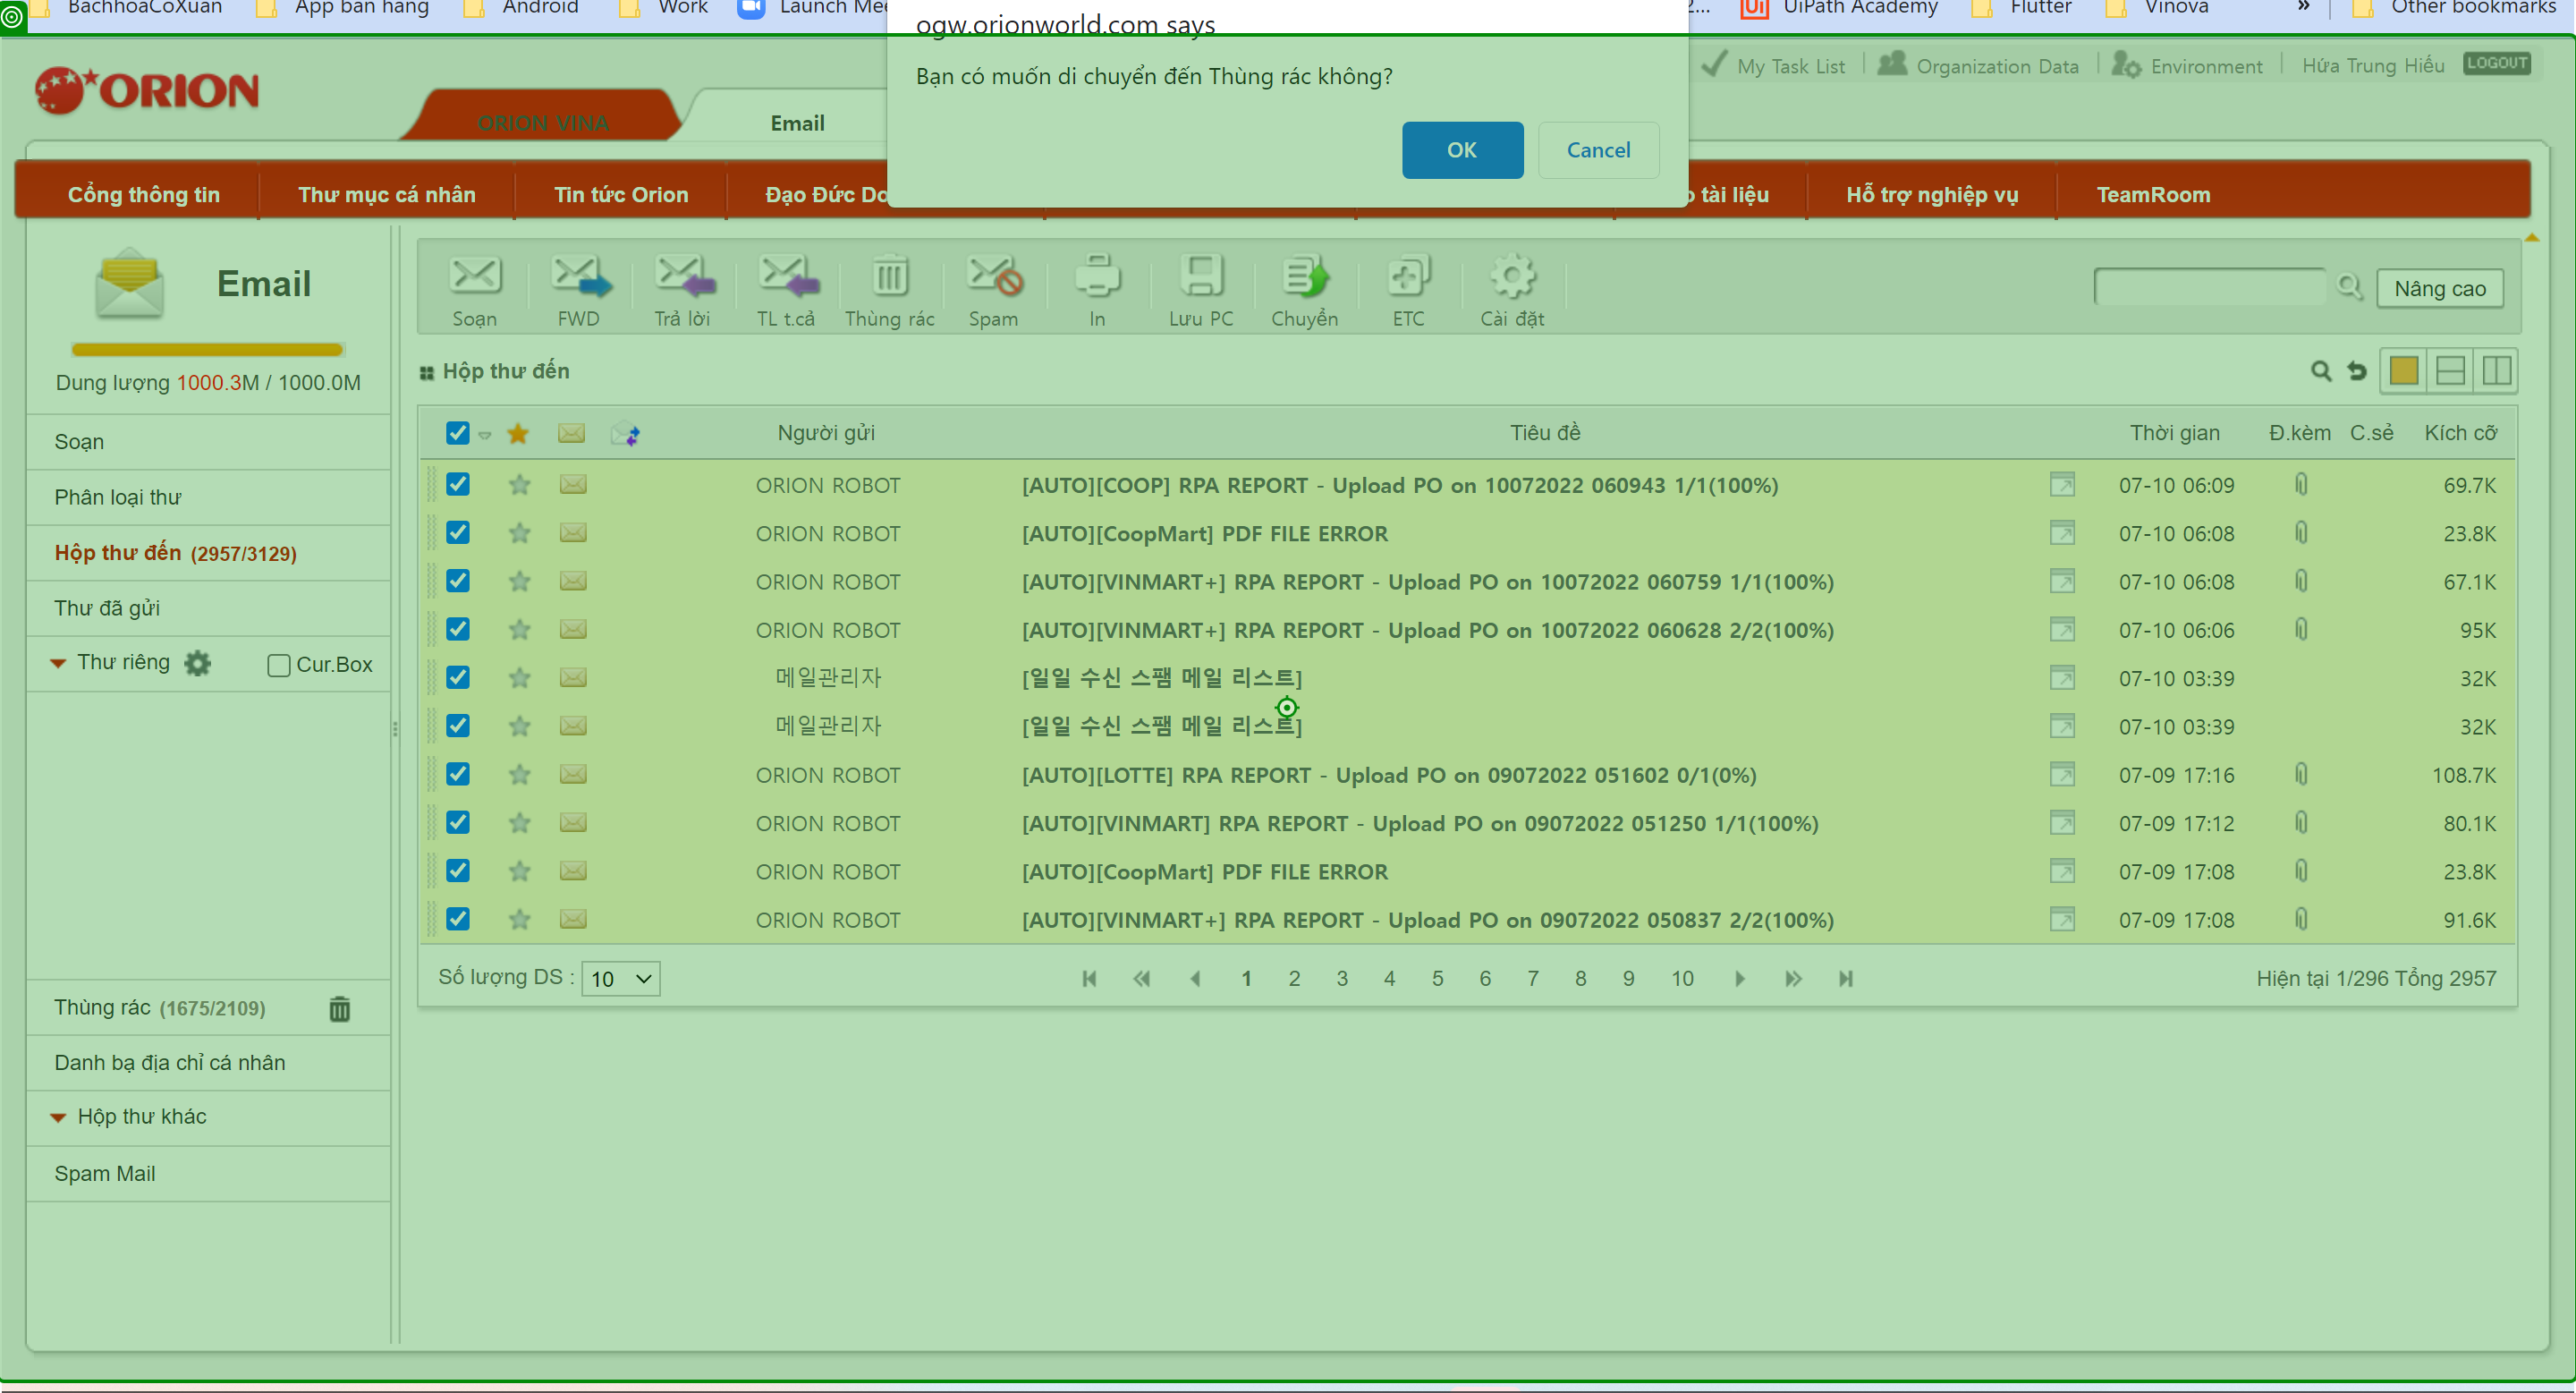 BachhoaCoXuan App ban hang Android Work Launch Mee 2... UiPath Academy Flutter Vinova » Other bookmarks
ogw.orionworld.com says
Bạn có muốn di chuyển đến Thùng rác không?
OK Cancel
My Task List Organization Data Environment Hứa Trung Hiếu LOGOUT
ORION
ORION VINA Email
Cổng thông tin Thư mục cá nhân Tin tức Orion Đạo Đức Do o tài liệu Hỗ trợ nghiệp vụ TeamRoom
Email
Dung lượng 1000.3M / 1000.0M
Soạn
Phân loại thư
Hộp thư đến (2957/3129)
Thư đã gửi
Thư riêng Cur.Box
Thùng rác (1675/2109)
Danh bạ địa chỉ cá nhân
Hộp thư khác
Spam Mail
Soạn FWD Trả lời TL t.cả Thùng rác Spam In Lưu PC Chuyển ETC Cài đặt
Nâng cao
Hộp thư đến
Người gửi Tiêu đề Thời gian Đ.kèm C.sẻ Kích cỡ
ORION ROBOT [AUTO][COOP] RPA REPORT - Upload PO on 10072022 060943 1/1(100%) 07-10 06:09 69.7K
ORION ROBOT [AUTO][CoopMart] PDF FILE ERROR 07-10 06:08 23.8K
ORION ROBOT [AUTO][VINMART+] RPA REPORT - Upload PO on 10072022 060759 1/1(100%) 07-10 06:08 67.1K
ORION ROBOT [AUTO][VINMART+] RPA REPORT - Upload PO on 10072022 060628 2/2(100%) 07-10 06:06 95K
메일관리자 [일일 수신 스팸 메일 리스트] 07-10 03:39 32K
메일관리자 [일일 수신 스팸 메일 리스트] 07-10 03:39 32K
ORION ROBOT [AUTO][LOTTE] RPA REPORT - Upload PO on 09072022 051602 0/1(0%) 07-09 17:16 108.7K
ORION ROBOT [AUTO][VINMART] RPA REPORT - Upload PO on 09072022 051250 1/1(100%) 07-09 17:12 80.1K
ORION ROBOT [AUTO][CoopMart] PDF FILE ERROR 07-09 17:08 23.8K
ORION ROBOT [AUTO][VINMART+] RPA REPORT - Upload PO on 09072022 050837 2/2(100%) 07-09 17:08 91.6K
Số lượng DS : 10 1 2 3 4 5 6 7 8 9 10 Hiện tại 1/296 Tổng 2957